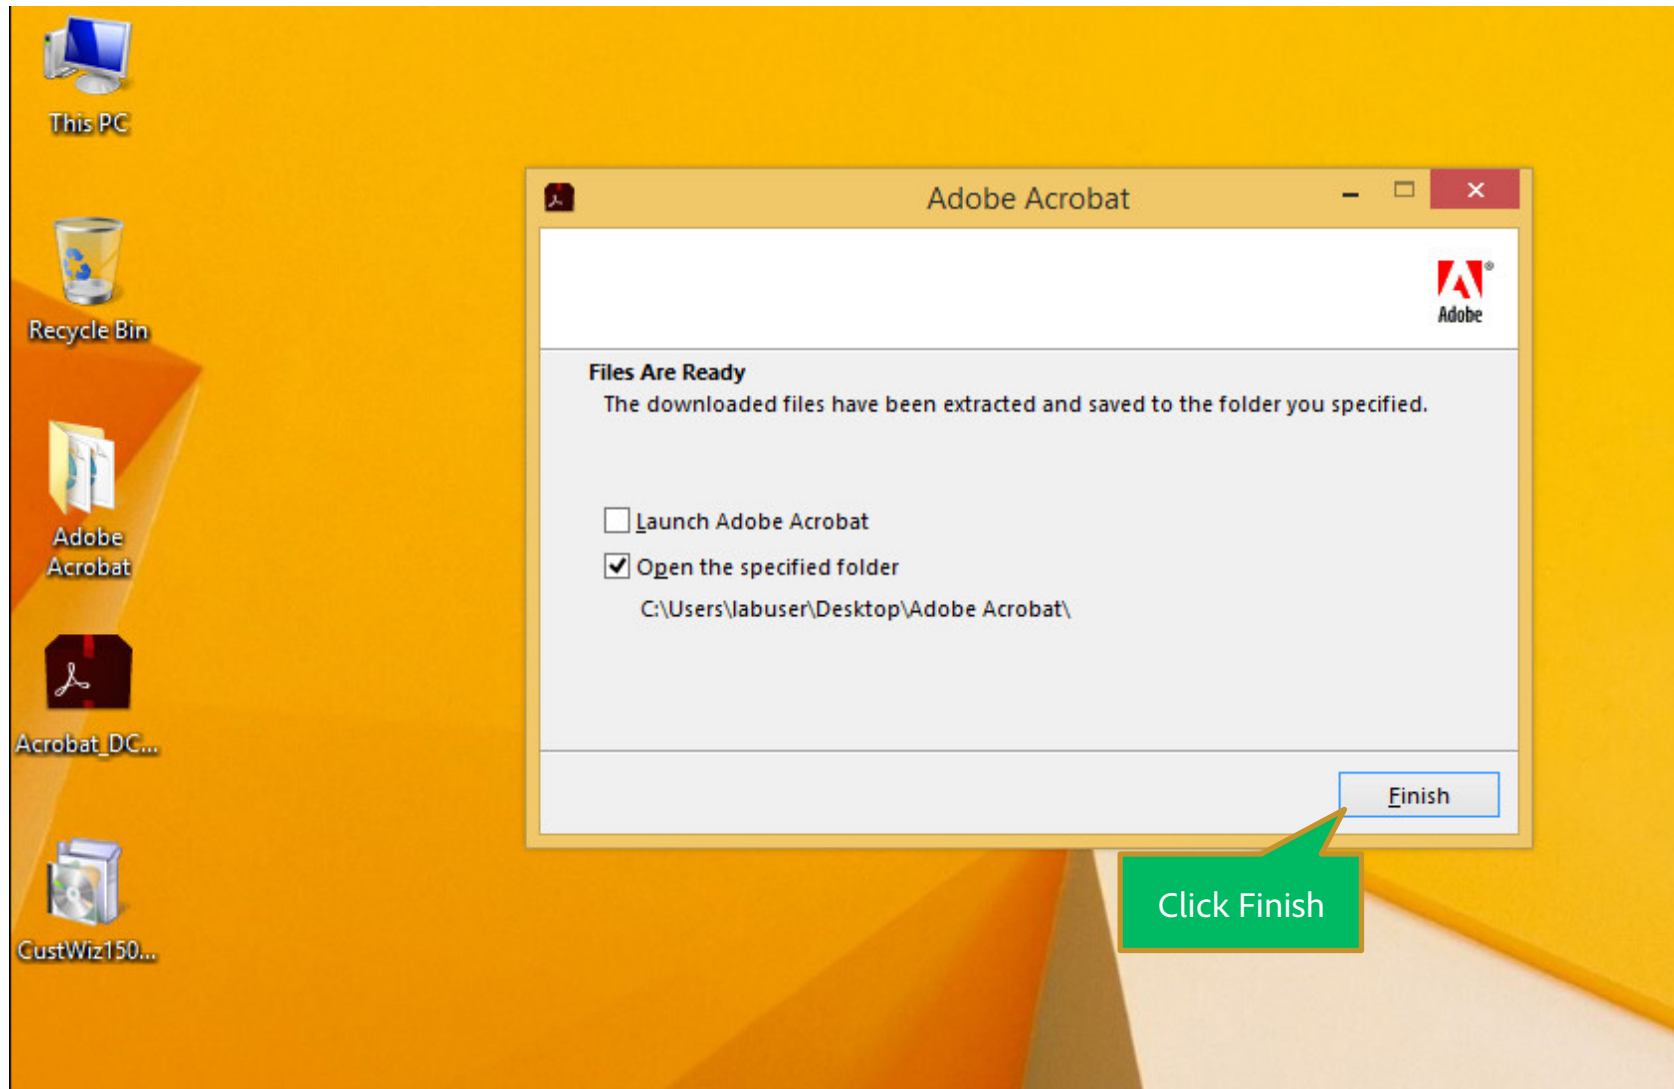 This PC
Recycle Bin
Adobe
Acrobat
Acrobat_DC...
CustWiz150...
Adobe Acrobat
Adobe
Files Are Ready
The downloaded files have been extracted and saved to the folder you specified.
Launch Adobe Acrobat
Open the specified folder
C:\Users\labuser\Desktop\Adobe Acrobat\
Finish
Click Finish